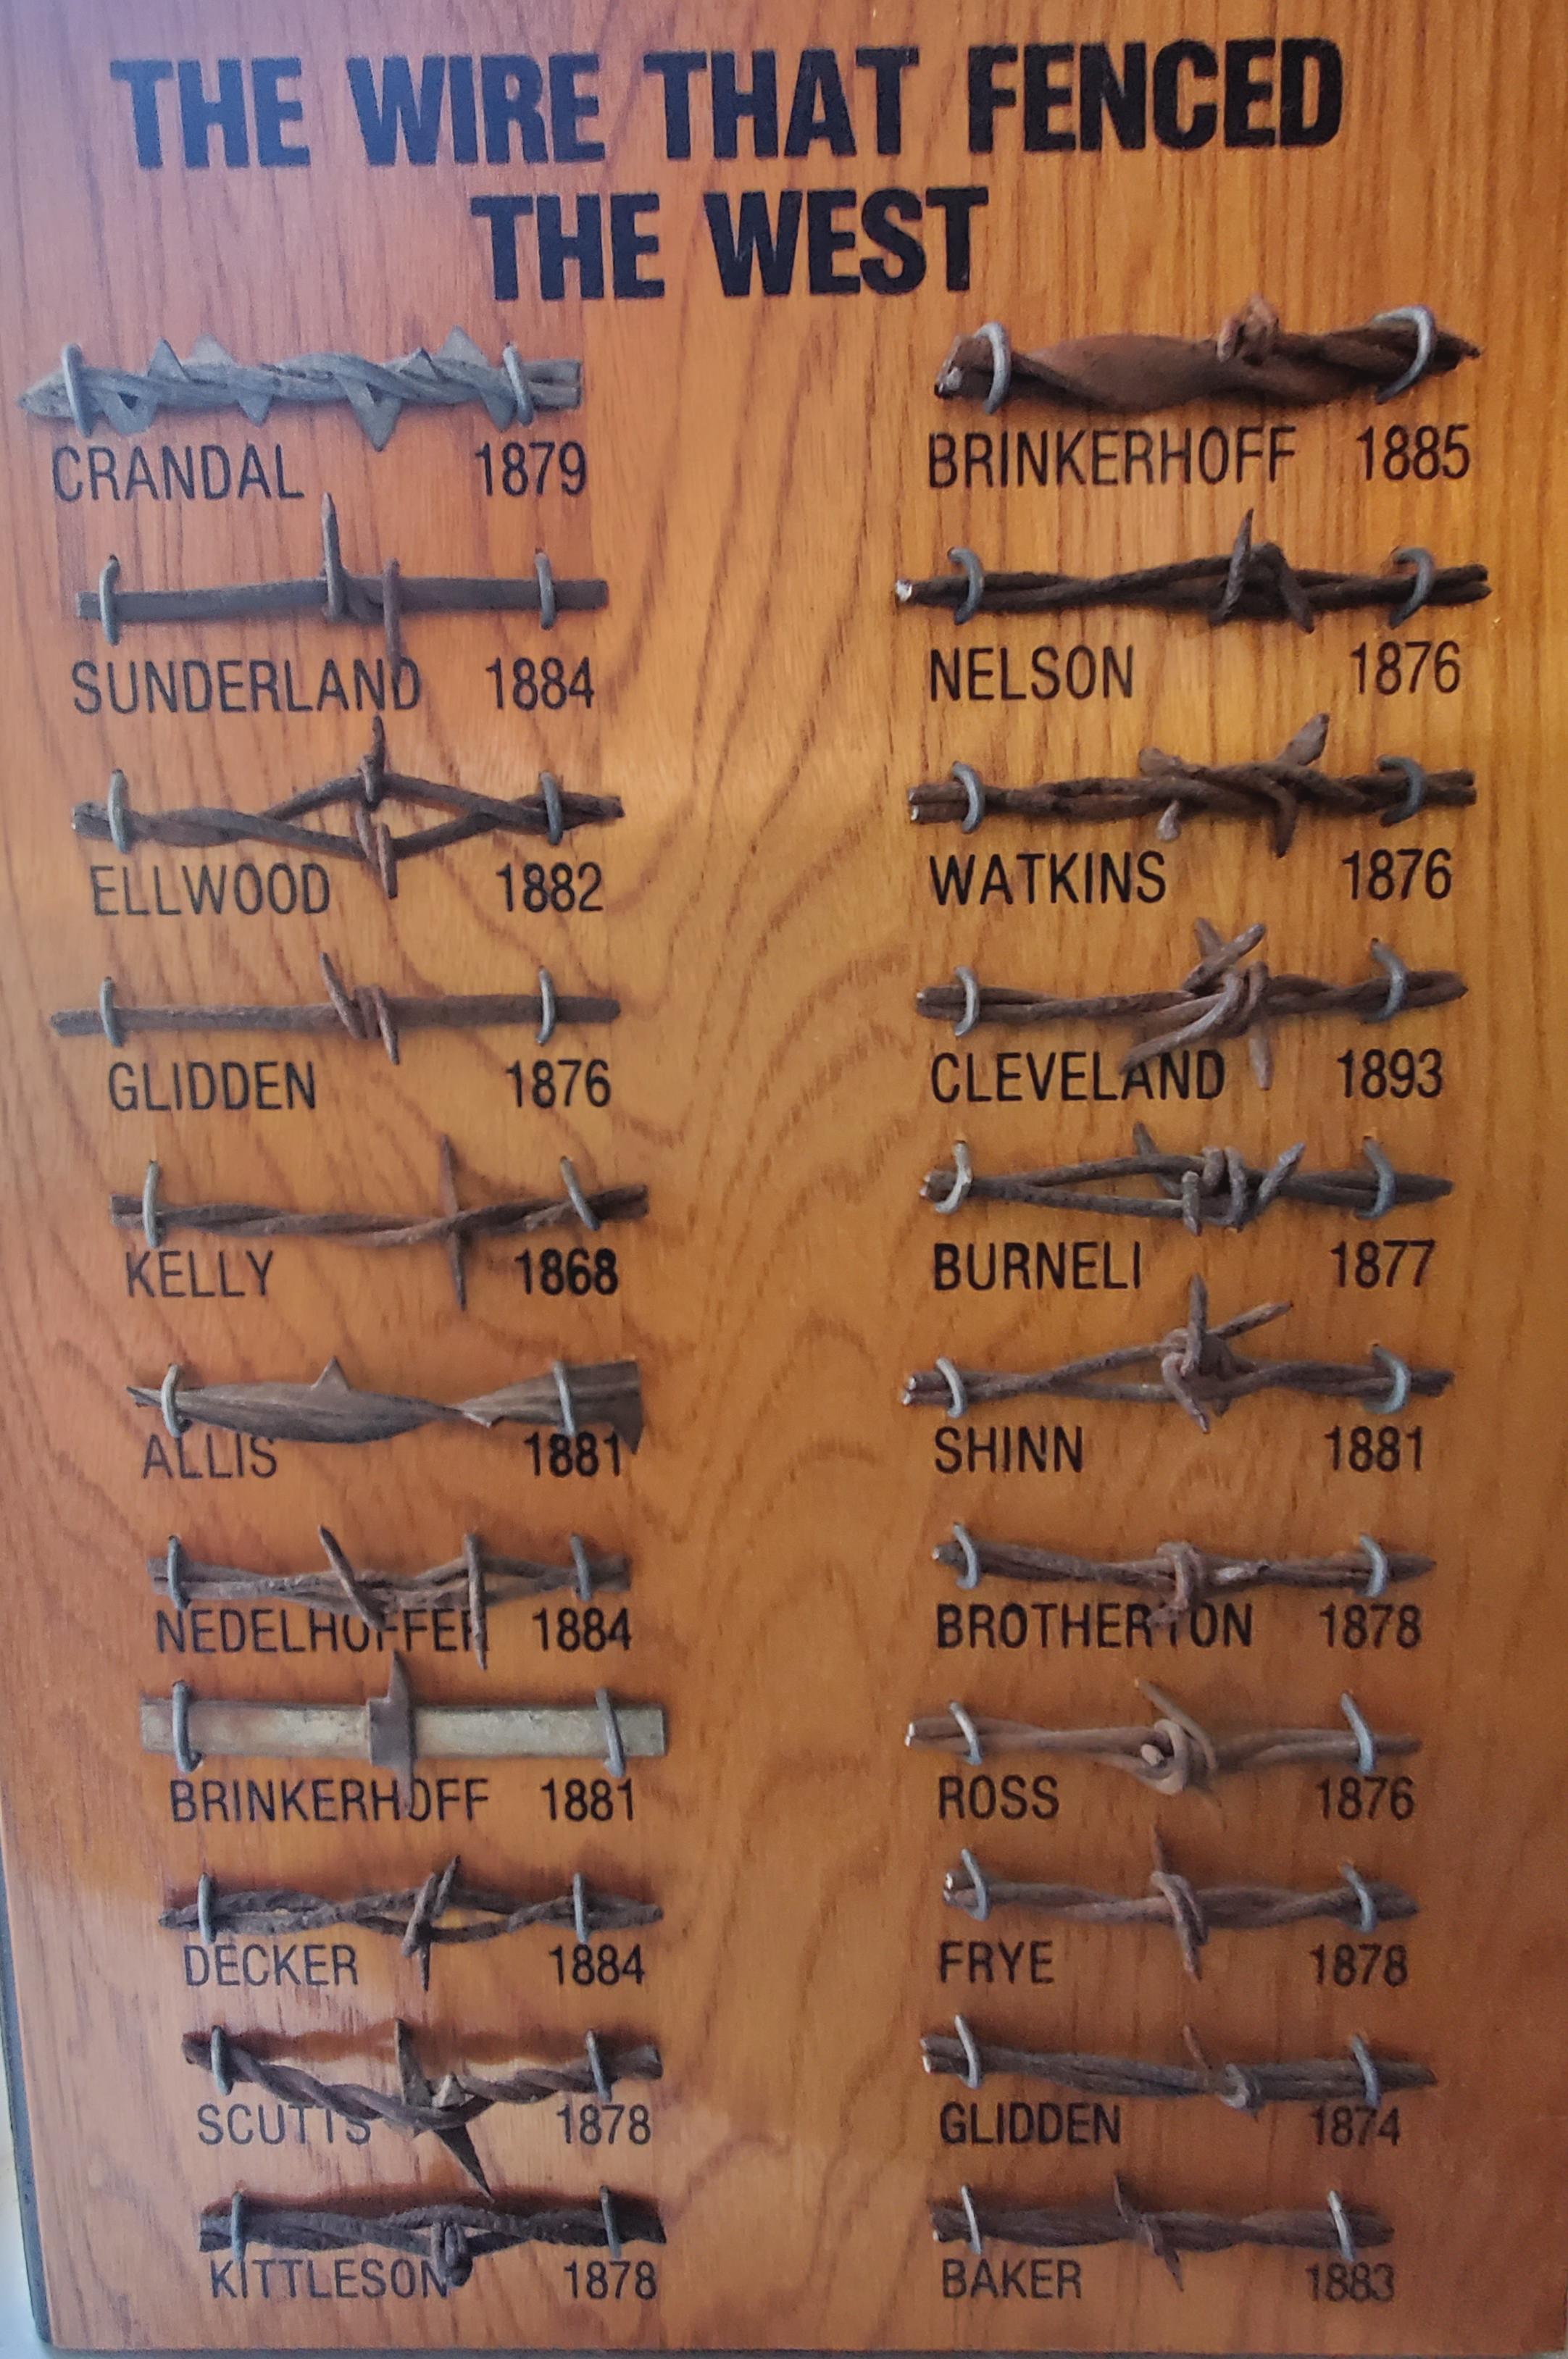 THE WIRE THAT FENCED
THE WEST
CRANDAL 1879
BRINKERHOFF 1885
SUNDERLAND 1884
NELSON 1876
ELLWOOD 1882
WATKINS 1876
GLIDDEN 1876
CLEVELAND 1893
KELLY 1868
BURNELI 1877
ALLIS 1881
SHINN 1881
NEDELHOFFER 1884
BROTHERTON 1878
BRINKERHOFF 1881
ROSS 1876
DECKER 1884
FRYE 1878
SCUTTS 1878
GLIDDEN 1874
KITTLESON 1878
BAKER 1883